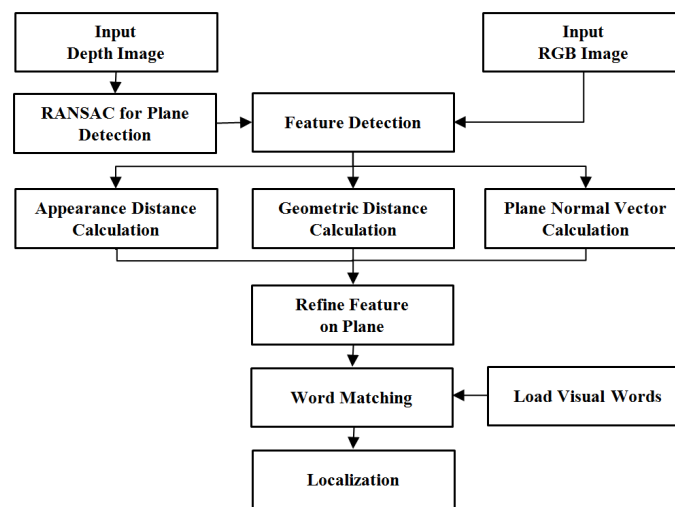 Input
Depth Image
Input
RGB Image
RANSAC for Plane
Detection
Feature Detection
Appearance Distance
Calculation
Geometric Distance
Calculation
Plane Normal Vector
Calculation
Refine Feature
on Plane
Word Matching
Load Visual Words
Localization